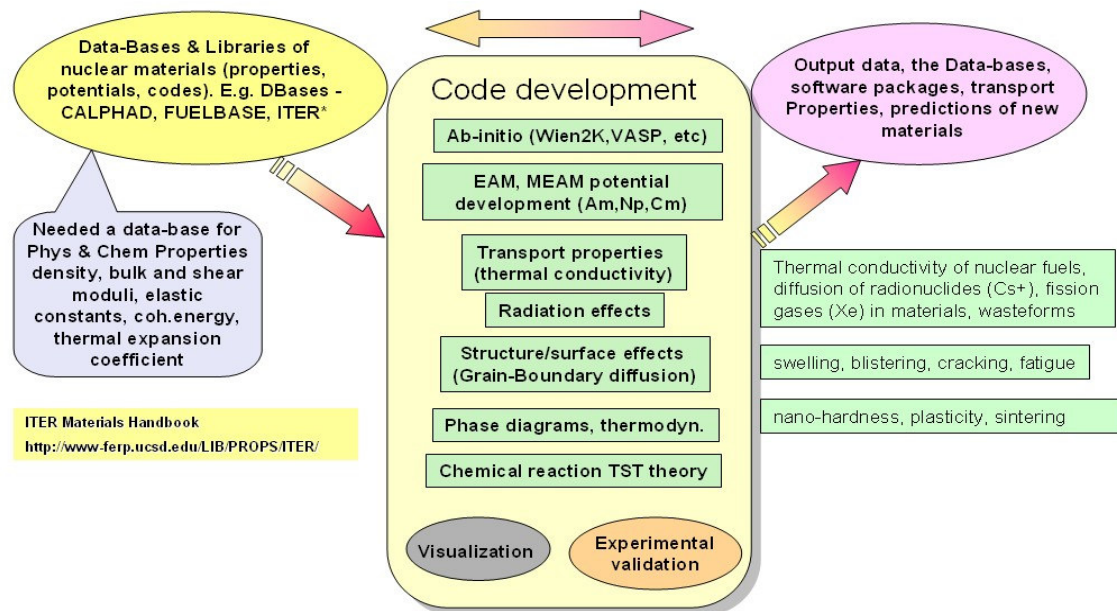 Data-Bases & Libraries of
nuclear materials (properties,
potentials, codes). E.g. DBases -
CALPHAD, FUELBASE, ITER*
Needed a data-base for
Phys & Chem Properties
density, bulk and shear
moduli, elastic
constants, coh.energy,
thermal expansion
coefficient
ITER Materials Handbook
http://www-ferp.ucsd.edu/LIB/PROPS/ITER/
Code development
Ab-initio (Wien2K,VASP, etc)
EAM, MEAM potential
development (Am,Np,Cm)
Transport properties
(thermal conductivity)
Radiation effects
Structure/surface effects
(Grain-Boundary diffusion)
Phase diagrams, thermodyn.
Chemical reaction TST theory
Visualization
Experimental
validation
Output data, the Data-bases,
software packages, transport
Properties, predictions of new
materials
Thermal conductivity of nuclear fuels,
diffusion of radionuclides (Cs+), fission
gases (Xe) in materials, wasteforms
swelling, blistering, cracking, fatigue
nano-hardness, plasticity, sintering